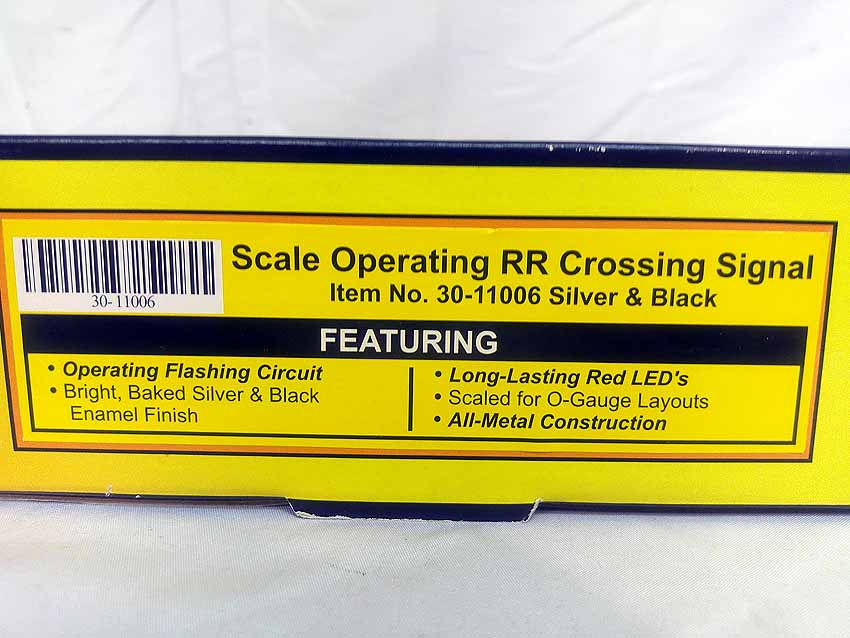 30-11006
Scale Operating RR Crossing Signal
Item No. 30-11006 Silver & Black
FEATURING
• Operating Flashing Circuit
• Bright, Baked Silver & Black
Enamel Finish
• Long-Lasting Red LED's
• Scaled for O-Gauge Layouts
• All-Metal Construction